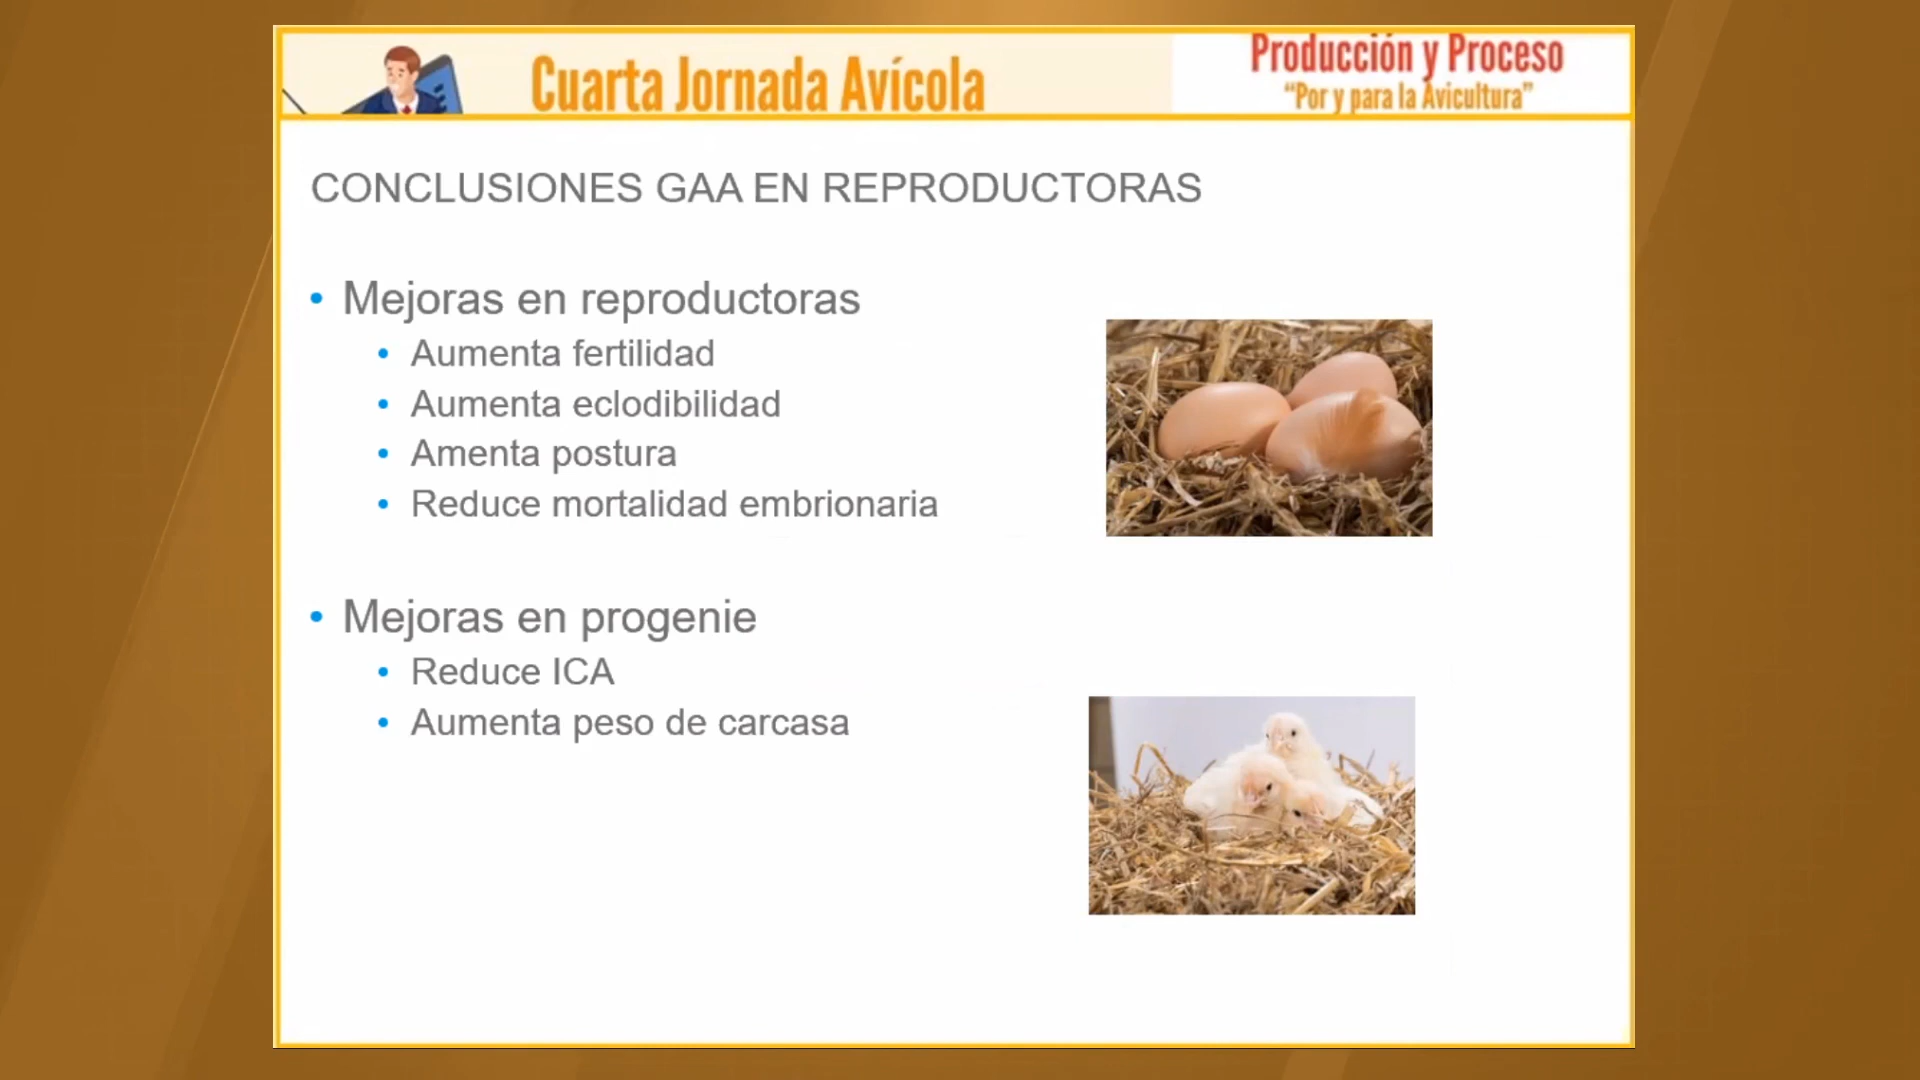 Cuarta Jornada Avícola
Producción y Proceso
“Por y para la Avicultura”
CONCLUSIONES GAA EN REPRODUCTORAS
• Mejoras en reproductoras
• Aumenta fertilidad
• Aumenta eclodibilidad
• Amenta postura
• Reduce mortalidad embrionaria
• Mejoras en progenie
• Reduce ICA
• Aumenta peso de carcasa